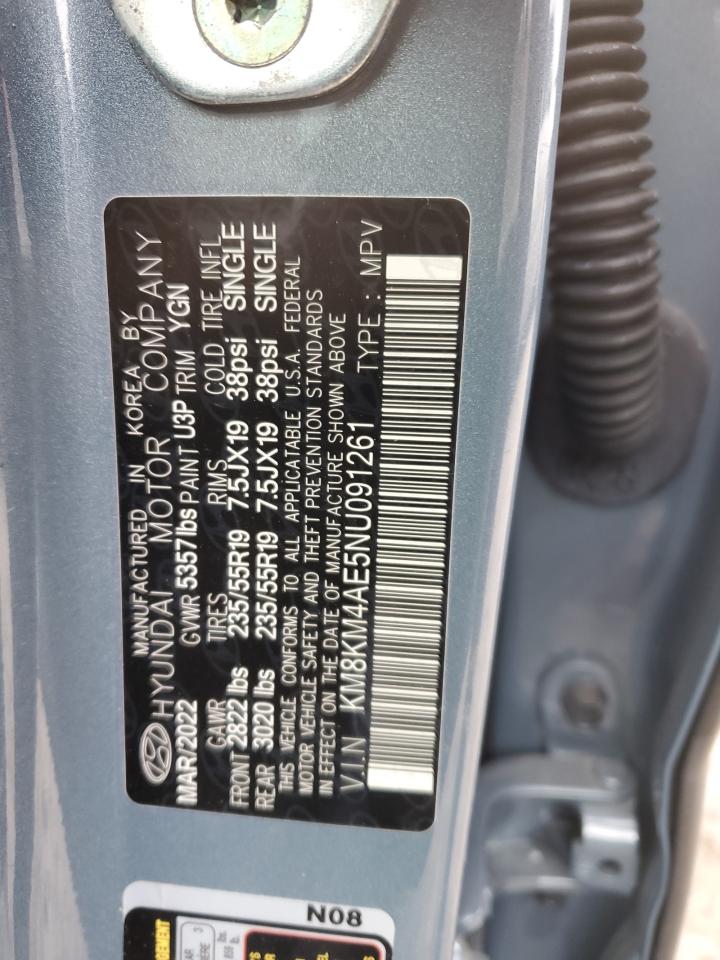 MANUFACTURED IN KOREA BY
HYUNDAI MOTOR COMPANY
MAR/2022 GVWR 5357lbs PAINT U3P TRIM YGN
GAWR TIRES RIMS COLD TIRE INFL
FRONT 2822 lbs 235/55R19 7.5JX19 38psi SINGLE
REAR 3020 lbs 235/55R19 7.5JX19 38psi SINGLE
THIS VEHICLE CONFORMS TO ALL APPLICABLE U.S.A. FEDERAL
MOTOR VEHICLE SAFETY AND THEFT PREVENTION STANDARDS
IN EFFECT ON THE DATE OF MANUFACTURE SHOWN ABOVE
V.I.N KM8KM4AE5NU091261 TYPE : MPV
N08
3